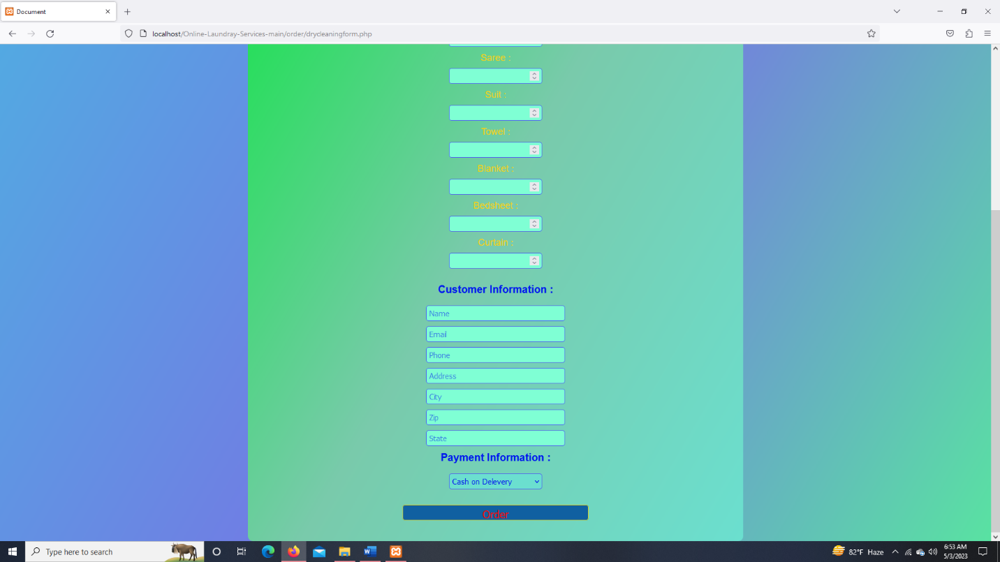 Document
localhost/Online-Laundray-Services-main/order/drycleaningform.php
Saree :
Suit :
Towel :
Blanket :
Bedsheet :
Curtain :
Customer Information :
Name
Email
Phone
Address
City
Zip
State
Payment Information :
Cash on Delevery
Order
Type here to search
82°F Haze
6:53 AM
5/3/2023